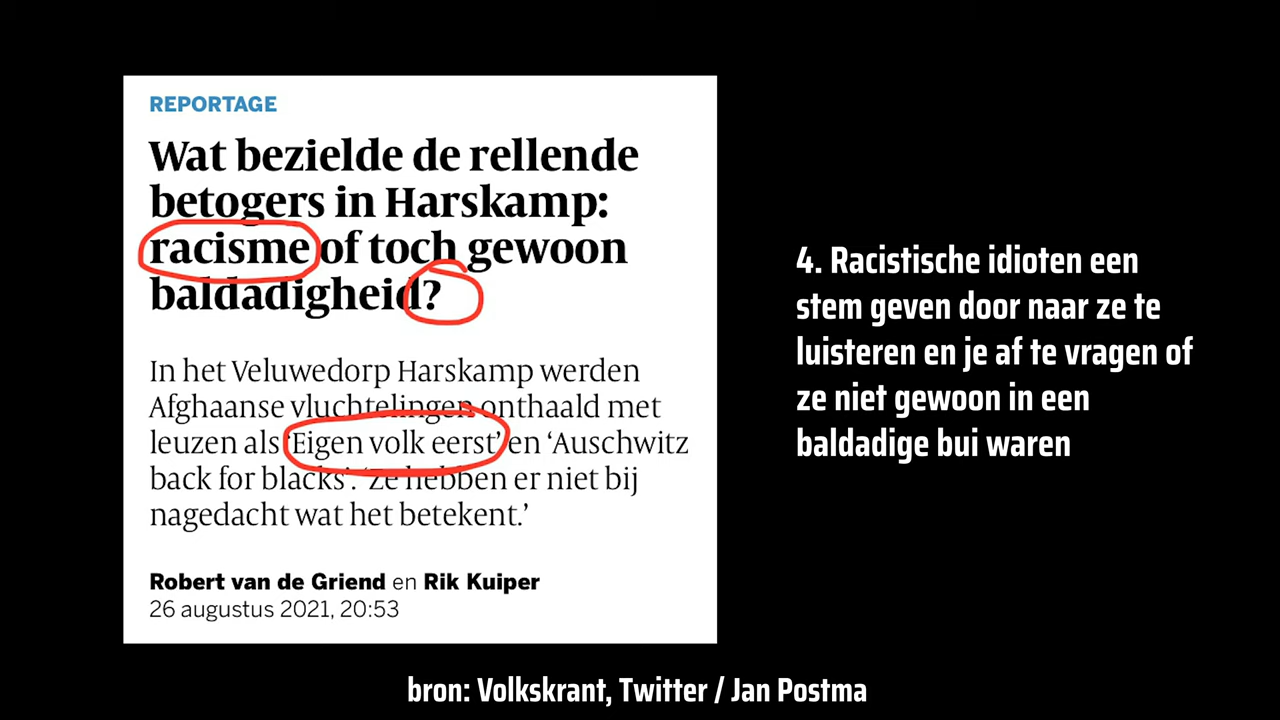 REPORTAGE
Wat bezielde de rellende
betogers in Harskamp:
racisme of toch gewoon
baldadigheid?
In het Veluwedorp Harskamp werden
Afghaanse vluchtelingen onthaald met
leuzen als ‘Eigen volk eerst’ en ‘Auschwitz
back for blacks’. ‘Ze hebben er niet bij
nagedacht wat het betekent.’
Robert van de Griend en Rik Kuiper
26 augustus 2021, 20:53
4. Racistische idioten een
stem geven door naar ze te
luisteren en je af te vragen of
ze niet gewoon in een
baldadige bui waren
bron: Volkskrant, Twitter / Jan Postma